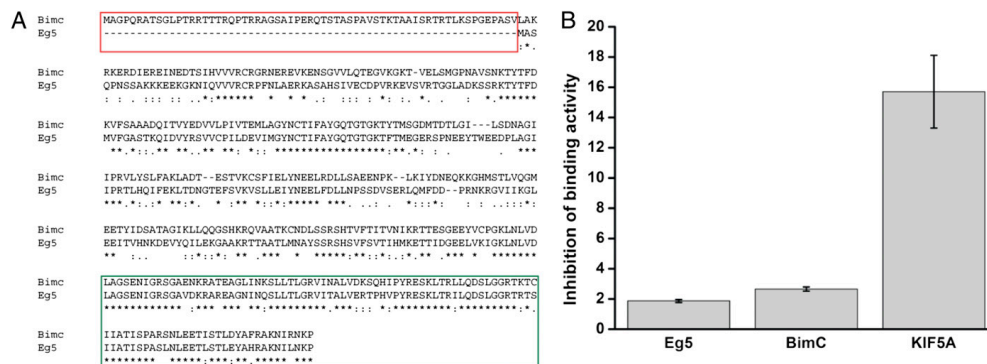 A
Bimc MAGPQRATSGLPTRRTTTRQPTRRAGSAIPERQTSTASPAVSTKTAAISRTRTLKSPGEPASVLAK
Eg5 ----------------------------------------------------------------MAS
:*.
Bimc RKERDIEREINEDTSIHVVVRCRGRNEREVKENSGVVLQTEGVKGKT-VELSMGPNAVSNKTYTFD
Eg5 QPNSSAKKKEEKGKNIQVVVRCRPFNLAERKASAHSIVECDPVRKEVSVRTGGLADKSSRKTYTFD
Bimc KVFSAAADQITVYEDVVLPIVTEMLAGYNCTIFAYGQTGTGKTYTMSGDMTDTLGI---LSDNAGI
Eg5 MVFGASTKQIDVYRSVVCPILDEVIMGYNCTIFAYGQTGTGKTFTMEGERSPNEEYTWEEDPLAGI
Bimc IPRVLYSLFAKLADT--ESTVKCSFIELYNEELRDLLSAEENPK--LKIYDNEQKKGHMSTLVQGM
Eg5 IPRTLHQIFEKLTDNGTEFSVKVSLLEIYNEELFDLLNPSSDVSERLQMFDD--PRNKRGVIIKGL
Bimc EETYIDSATAGIKLLQQGSHKRQVAATKCNDLSSRSHTVFTITVNIKRTTESGEEYVCPGKLNLVD
Eg5 EEITVHNKDEVYQILEKGAAKRTTAATLMNAYSSRSHSVFSVTIHMKETTIDGEELVKIGKLNLVD
Bimc LAGSENIGRSGAENKRATEAGLINKSLLTLGRVINALVDKSQHIPYRESKLTRLLQDSLGGRTKTC
Eg5 LAGSENIGRSGAVDKRAREAGNINQSLLTLGRVITALVERTPHVPYRESKLTRILQDSLGGRTRTS
Bimc IIATISPARSNLEETISTLDYAFRAKNIRNKP
Eg5 IIATISPASLNLEETLSTLEYAHRAKNILNKP
B
Inhibition of binding activity
20
18
16
14
12
10
8
6
4
2
0
Eg5 BimC KIF5A